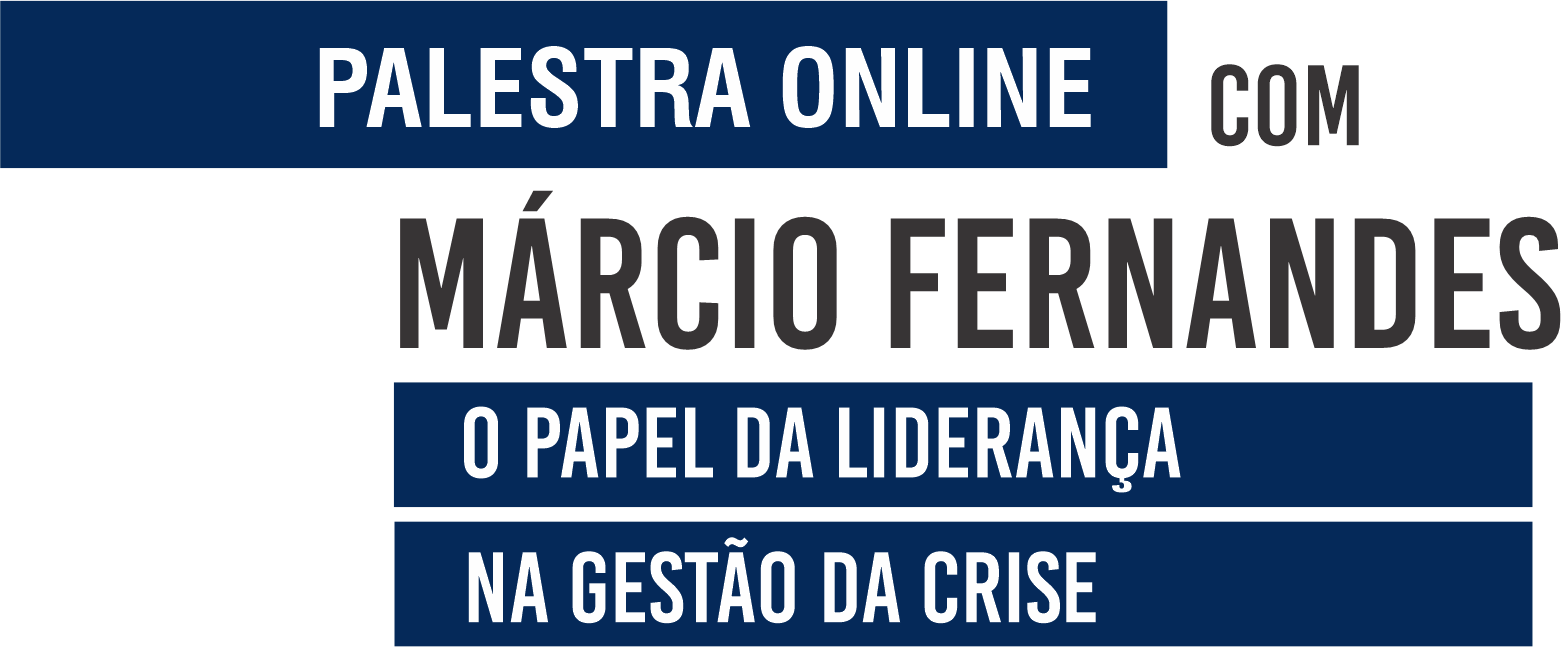 PALESTRA ONLINE COM
MÁRCIO FERNANDES
O PAPEL DA LIDERANÇA
NA GESTÃO DA CRISE